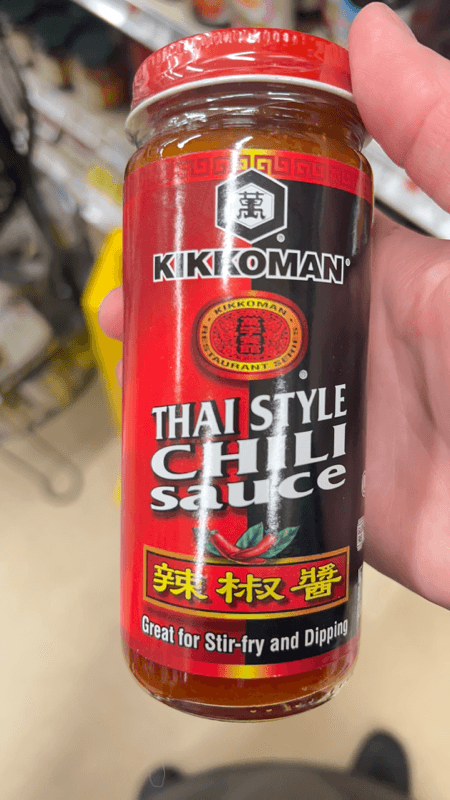 萬
KIKKOMAN®
KIKKOMAN'S
RESTAURANT SERIES
®
THAI STYLE
CHILI
sauce
辣椒醬
Great for Stir-fry and Dipping